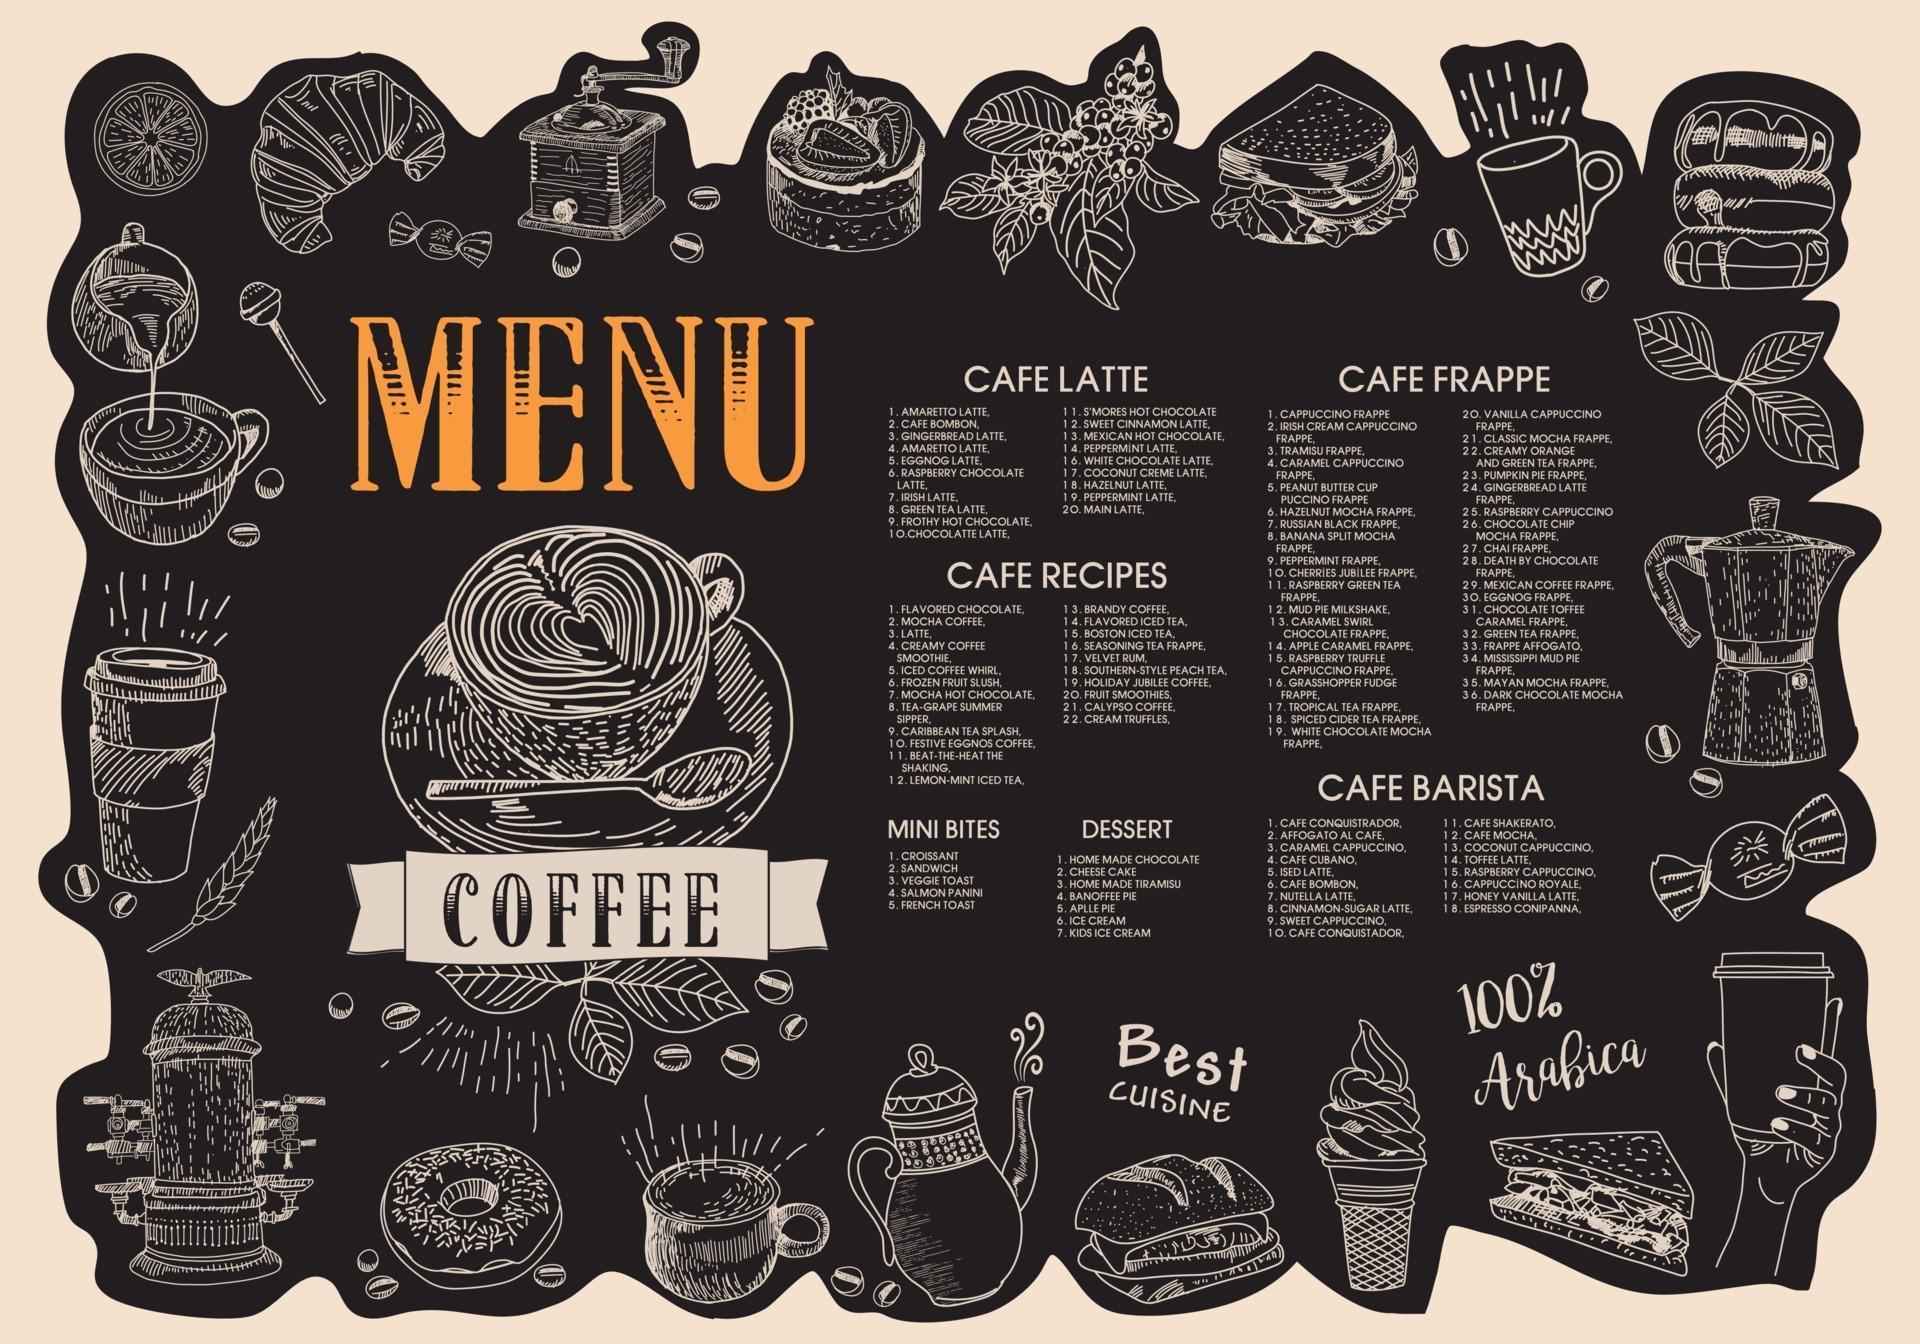 MENU
COFFEE
CAFE LATTE
1. AMARETTO LATTE,
2. CAFE BOMBON,
3. GINGERBREAD LATTE,
4. AMARETTO LATTE,
5. EGGNOG LATTE,
6. RASPBERRY CHOCOLATE
LATTE,
7. IRISH LATTE,
8. GREEN TEA LATTE,
9. FROTHY HOT CHOCOLATE,
10.CHOCOLATTE LATTE,
11. S'MORES HOT CHOCOLATE
12. SWEET CINNAMON LATTE,
13. MEXICAN HOT CHOCOLATE,
14. PEPPERMINT LATTE,
16. WHITE CHOCOLATE LATTE,
17. COCONUT CREME LATTE,
18. HAZELNUT LATTE,
19. PEPPERMINT LATTE,
20. MAIN LATTE,
CAFE RECIPES
1. FLAVORED CHOCOLATE,
2. MOCHA COFFEE,
3. LATTE,
4. CREAMY COFFEE
SMOOTHIE,
5. ICED COFFEE WHIRL,
6. FROZEN FRUIT SLUSH,
7. MOCHA HOT CHOCOLATE,
8. TEA-GRAPE SUMMER
SIPPER,
9. CARIBBEAN TEA SPLASH,
10. FESTIVE EGGNOS COFFEE,
11. BEAT-THE-HEAT THE
SHAKING,
12. LEMON-MINT ICED TEA,
13. BRANDY COFFEE,
14. FLAVORED ICED TEA,
15. BOSTON ICED TEA,
16. SEASONING TEA FRAPPE,
17. VELVET RUM,
18. SOUTHERN-STYLE PEACH TEA,
19. HOLIDAY JUBILEE COFFEE,
20. FRUIT SMOOTHIES,
21. CALYPSO COFFEE,
22. CREAM TRUFFLES,
MINI BITES
1. CROISSANT
2. SANDWICH
3. VEGGIE TOAST
4. SALMON PANINI
5. FRENCH TOAST
DESSERT
1. HOME MADE CHOCOLATE
2. CHEESE CAKE
3. HOME MADE TIRAMISU
4. BANOFFEE PIE
5. APLLE PIE
6. ICE CREAM
7. KIDS ICE CREAM
CAFE FRAPPE
1. CAPPUCCINO FRAPPE
2. IRISH CREAM CAPPUCCINO
FRAPPE,
3. TRAMISU FRAPPE,
4. CARAMEL CAPPUCCINO
FRAPPE,
5. PEANUT BUTTER CUP
PUCCINO FRAPPE
6. HAZELNUT MOCHA FRAPPE,
7. RUSSIAN BLACK FRAPPE,
8. BANANA SPLIT MOCHA
FRAPPE,
9. PEPPERMINT FRAPPE,
10. CHERRIES JUBILEE FRAPPE,
11. RASPBERRY GREEN TEA
FRAPPE,
12. MUD PIE MILKSHAKE,
13. CARAMEL SWIRL
CHOCOLATE FRAPPE,
14. APPLE CARAMEL FRAPPE,
15. RASPBERRY TRUFFLE
CAPPUCCINO FRAPPE,
16. GRASSHOPPER FUDGE
FRAPPE,
17. TROPICAL TEA FRAPPE,
18. SPICED CIDER TEA FRAPPE,
19. WHITE CHOCOLATE MOCHA
FRAPPE,
20. VANILLA CAPPUCCINO
FRAPPE,
21. CLASSIC MOCHA FRAPPE,
22. CREAMY ORANGE
AND GREEN TEA FRAPPE,
23. PUMPKIN PIE FRAPPE,
24. GINGERBREAD LATTE
FRAPPE,
25. RASPBERRY CAPPUCCINO
26. CHOCOLATE CHIP
MOCHA FRAPPE,
27. CHAI FRAPPE,
28. DEATH BY CHOCOLATE
FRAPPE,
29. MEXICAN COFFEE FRAPPE,
30. EGGNOG FRAPPE,
31. CHOCOLATE TOFFEE
CARAMEL FRAPPE,
32. GREEN TEA FRAPPE,
33. FRAPPE AFFOGATO,
34. MISSISSIPPI MUD PIE
FRAPPE,
35. MAYAN MOCHA FRAPPE,
36. DARK CHOCOLATE MOCHA
FRAPPE,
CAFE BARISTA
1. CAFE CONQUISTRADOR,
2. AFFOGATO AL CAFE,
3. CARAMEL CAPPUCCINO,
4. CAFE CUBANO,
5. ISED LATTE,
6. CAFE BOMBON,
7. NUTELLA LATTE,
8. CINNAMON-SUGAR LATTE,
9. SWEET CAPPUCCINO,
10. CAFE CONQUISTADOR,
11. CAFE SHAKERATO,
12. CAFE MOCHA,
13. COCONUT CAPPUCCINO,
14. TOFFEE LATTE,
15. RASPBERRY CAPPUCCINO,
16. CAPPUCCINO ROYALE,
17. HONEY VANILLA LATTE,
18. ESPRESSO CONIPANNA,
Best
CUISINE
100%
Arabica